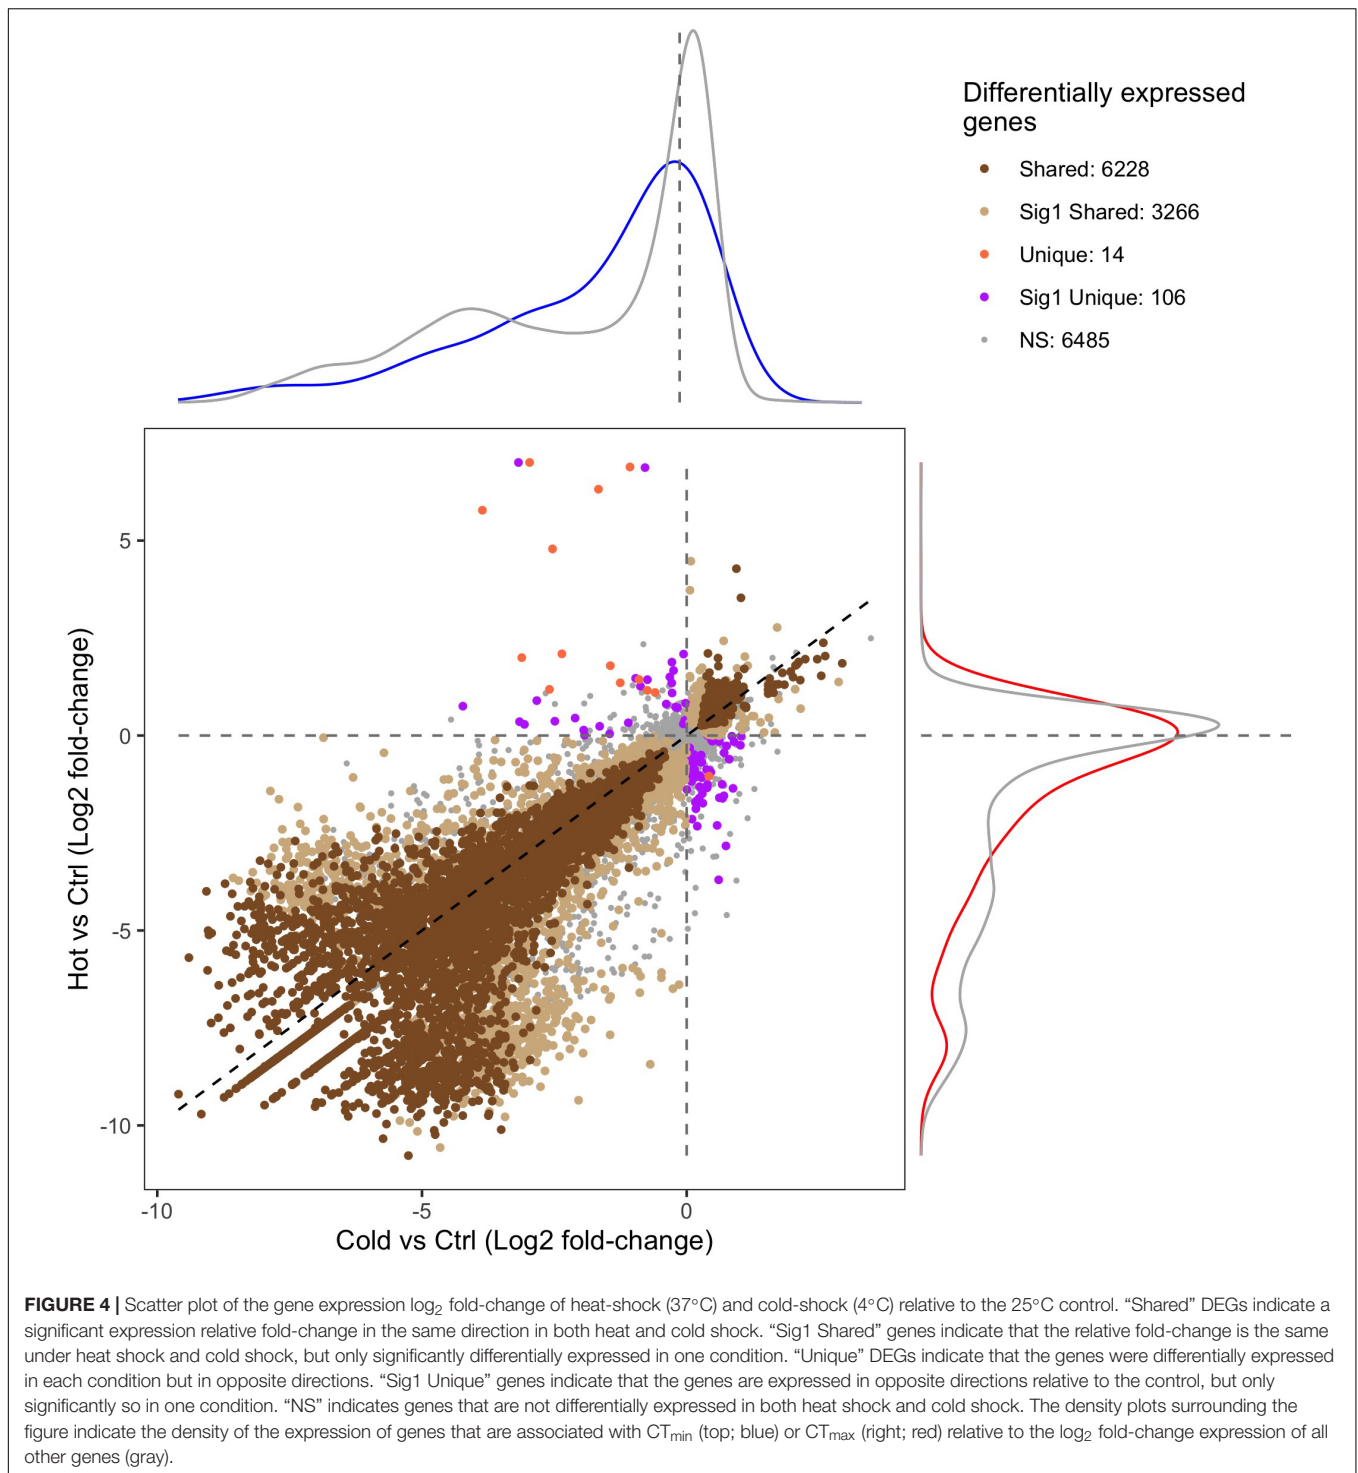 Differentially expressed
genes
Shared: 6228
Sig1 Shared: 3266
Unique: 14
Sig1 Unique: 106
NS: 6485
5
0
-5
-10
Hot vs Ctrl (Log2 fold-change)
-10
-5
0
Cold vs Ctrl (Log2 fold-change)
FIGURE 4 | Scatter plot of the gene expression log₂ fold-change of heat-shock (37°C) and cold-shock (4°C) relative to the 25°C control. “Shared” DEGs indicate a
significant expression relative fold-change in the same direction in both heat and cold shock. “Sig1 Shared” genes indicate that the relative fold-change is the same
under heat shock and cold shock, but only significantly differentially expressed in one condition. “Unique” DEGs indicate that the genes were differentially expressed
in each condition but in opposite directions. “Sig1 Unique” genes indicate that the genes are expressed in opposite directions relative to the control, but only
significantly so in one condition. “NS” indicates genes that are not differentially expressed in both heat shock and cold shock. The density plots surrounding the
figure indicate the density of the expression of genes that are associated with CTmin (top; blue) or CTmax (right; red) relative to the log₂ fold-change expression of all
other genes (gray).